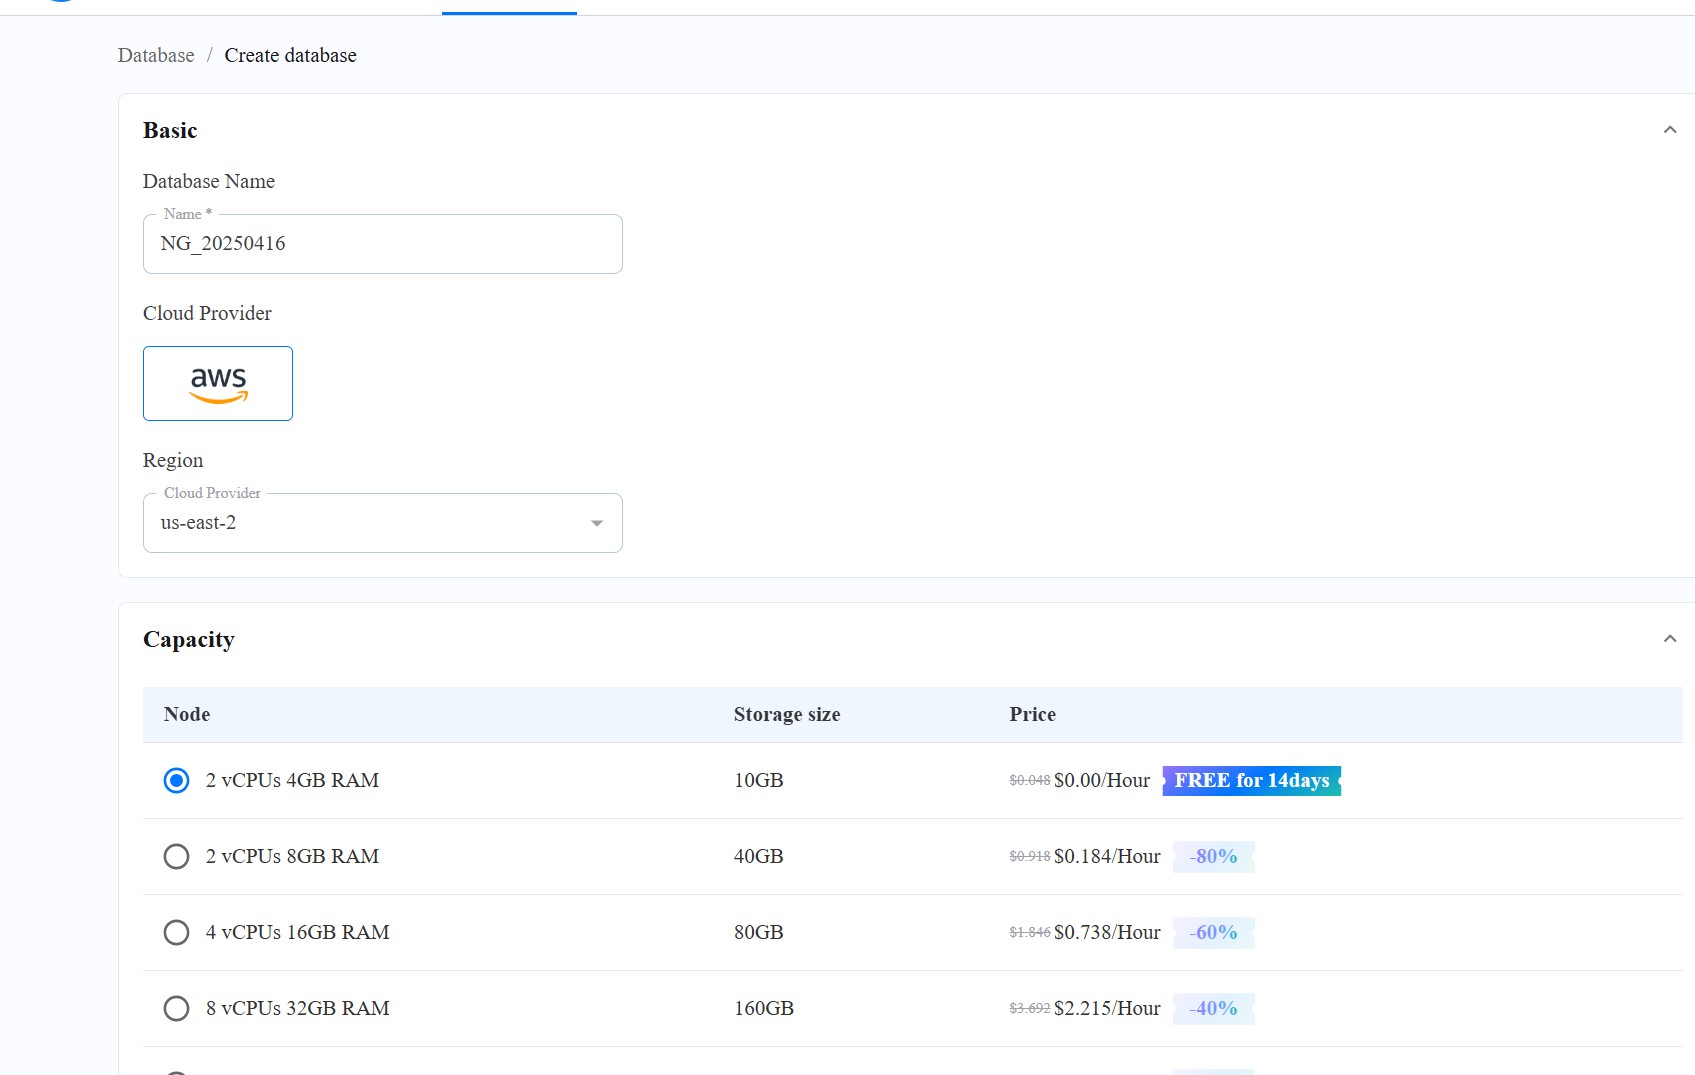 Database / Create database
Basic
Database Name
Name *
NG_20250416
Cloud Provider
aws
Region
Cloud Provider
us-east-2
Capacity
Node Storage size Price
2 vCPUs 4GB RAM 10GB $0.048 $0.00/Hour FREE for 14days
2 vCPUs 8GB RAM 40GB $0.918 $0.184/Hour -80%
4 vCPUs 16GB RAM 80GB $1.846 $0.738/Hour -60%
8 vCPUs 32GB RAM 160GB $3.692 $2.215/Hour -40%